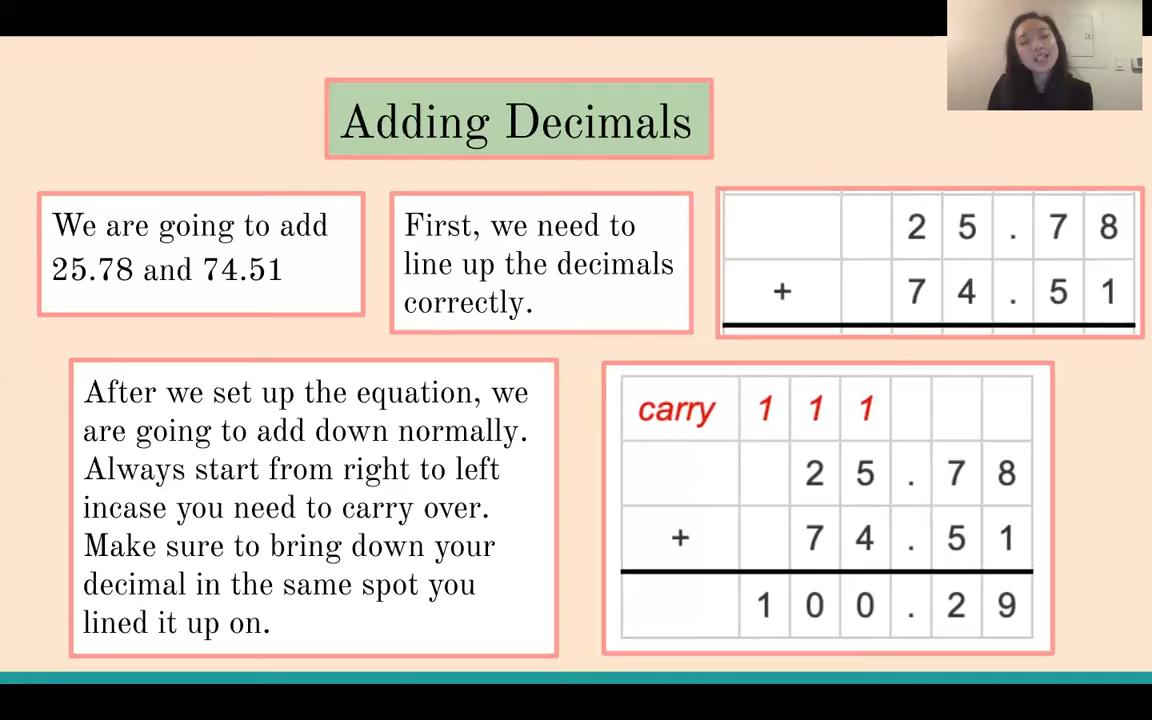 Adding Decimals
We are going to add
25.78 and 74.51
First, we need to
line up the decimals
correctly.
2 5 . 7 8
+ 7 4 . 5 1
After we set up the equation, we
are going to add down normally.
Always start from right to left
incase you need to carry over.
Make sure to bring down your
decimal in the same spot you
lined it up on.
carry 1 1 1
2 5 . 7 8
+ 7 4 . 5 1
1 0 0 . 2 9